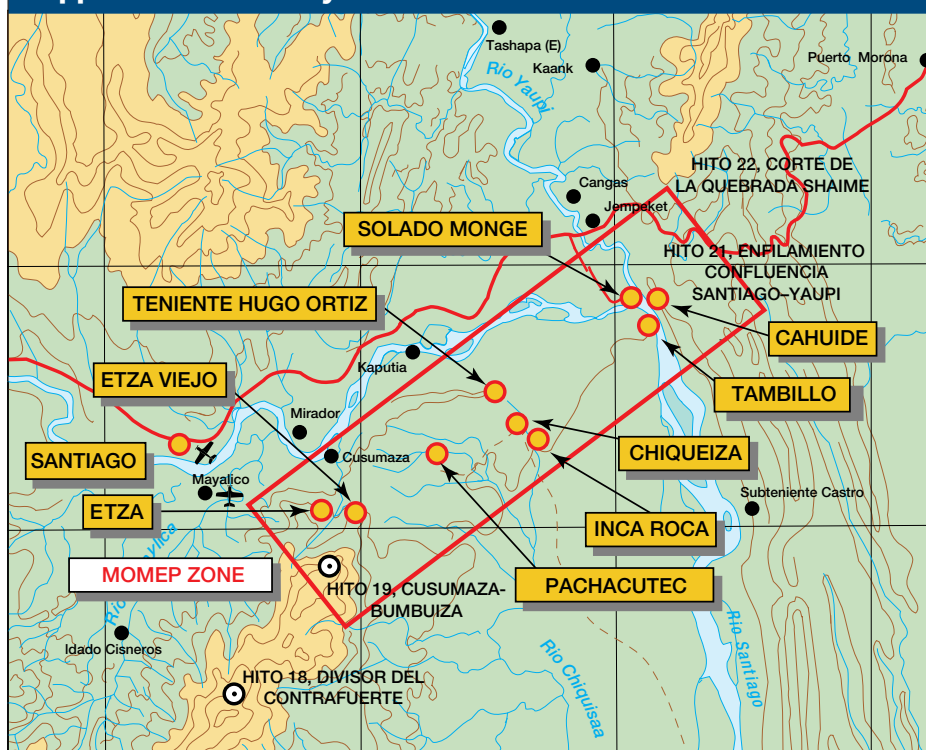 Tashapa (E)
Kaank
Puerto Morona
Rio Yaupi
HITO 22, CORTE DE
LA QUEBRADA SHAIME
Cangas
Jempeket
SOLADO MONGE
HITO 21, ENFILAMIENTO
CONFLUENCIA
SANTIAGO-YAUPI
TENIENTE HUGO ORTIZ
CAHUIDE
Kaputia
ETZA VIEJO
TAMBILLO
Mirador
SANTIAGO
Cusumaza
CHIQUEIZA
Mayalico
Subteniente Castro
ETZA
INCA ROCA
MOMEP ZONE
PACHACUTEC
HITO 19, CUSUMAZA-
BUMBUIZA
Rio
Idado Cisneros
Rio Chiquisaa
Rio Santiago
HITO 18, DIVISOR DEL
CONTRAFUERTE